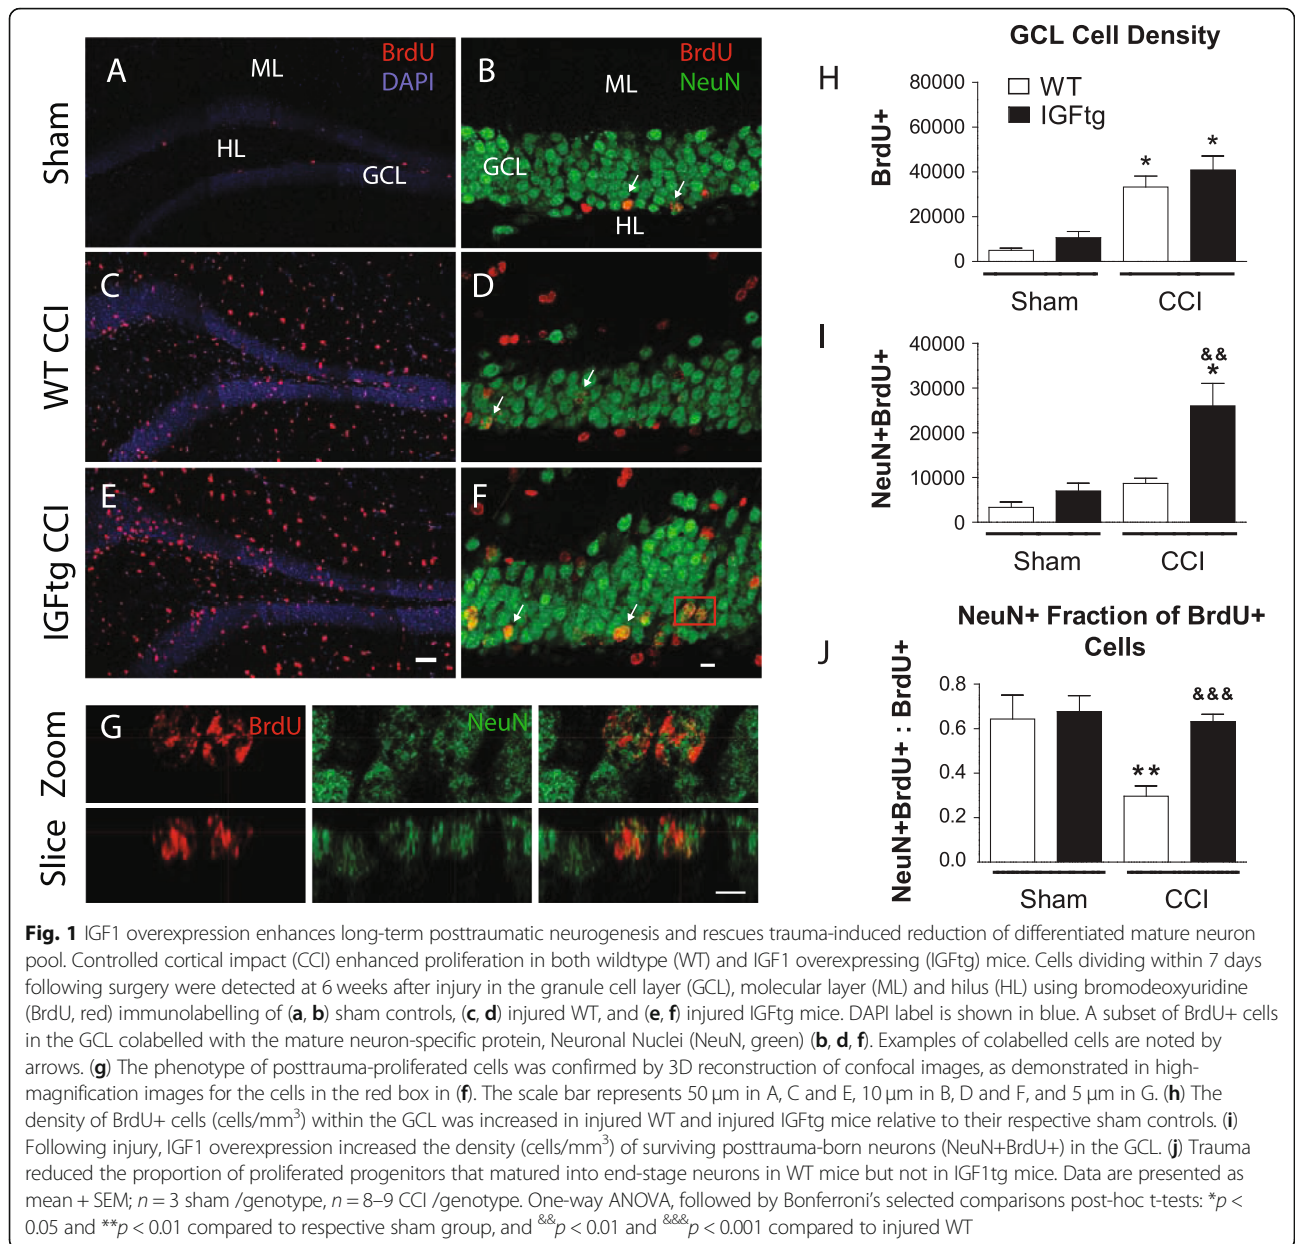 Sham
A
ML
BrdU
DAPI
HL
GCL
B
ML
BrdU
NeuN
GCL
HL
WT CCI
C
D
IGFtg CCI
E
F
Zoom
G
BrdU
NeuN
Slice
H
GCL Cell Density
WT
IGFtg
BrdU+
80000
60000
40000
20000
0
*
*
Sham
CCI
I
NeuN+BrdU+
40000
30000
20000
10000
0
&&
*
Sham
CCI
J
NeuN+ Fraction of BrdU+
Cells
NeuN+BrdU+ : BrdU+
0.8
0.6
0.4
0.2
0.0
**
&&&
Sham
CCI
Fig. 1 IGF1 overexpression enhances long-term posttraumatic neurogenesis and rescues trauma-induced reduction of differentiated mature neuron
pool. Controlled cortical impact (CCI) enhanced proliferation in both wildtype (WT) and IGF1 overexpressing (IGFtg) mice. Cells dividing within 7 days
following surgery were detected at 6 weeks after injury in the granule cell layer (GCL), molecular layer (ML) and hilus (HL) using bromodeoxyuridine
(BrdU, red) immunolabelling of (a, b) sham controls, (c, d) injured WT, and (e, f) injured IGFtg mice. DAPI label is shown in blue. A subset of BrdU+ cells
in the GCL colabelled with the mature neuron-specific protein, Neuronal Nuclei (NeuN, green) (b, d, f). Examples of colabelled cells are noted by
arrows. (g) The phenotype of posttrauma-proliferated cells was confirmed by 3D reconstruction of confocal images, as demonstrated in high-
magnification images for the cells in the red box in (f). The scale bar represents 50 μm in A, C and E, 10 μm in B, D and F, and 5 μm in G. (h) The
density of BrdU+ cells (cells/mm³) within the GCL was increased in injured WT and injured IGFtg mice relative to their respective sham controls. (i)
Following injury, IGF1 overexpression increased the density (cells/mm³) of surviving posttrauma-born neurons (NeuN+BrdU+) in the GCL. (j) Trauma
reduced the proportion of proliferated progenitors that matured into end-stage neurons in WT mice but not in IGF1tg mice. Data are presented as
mean + SEM; n = 3 sham /genotype, n = 8–9 CCI /genotype. One-way ANOVA, followed by Bonferroni's selected comparisons post-hoc t-tests: *p <
0.05 and **p < 0.01 compared to respective sham group, and &&p < 0.01 and &&&p < 0.001 compared to injured WT